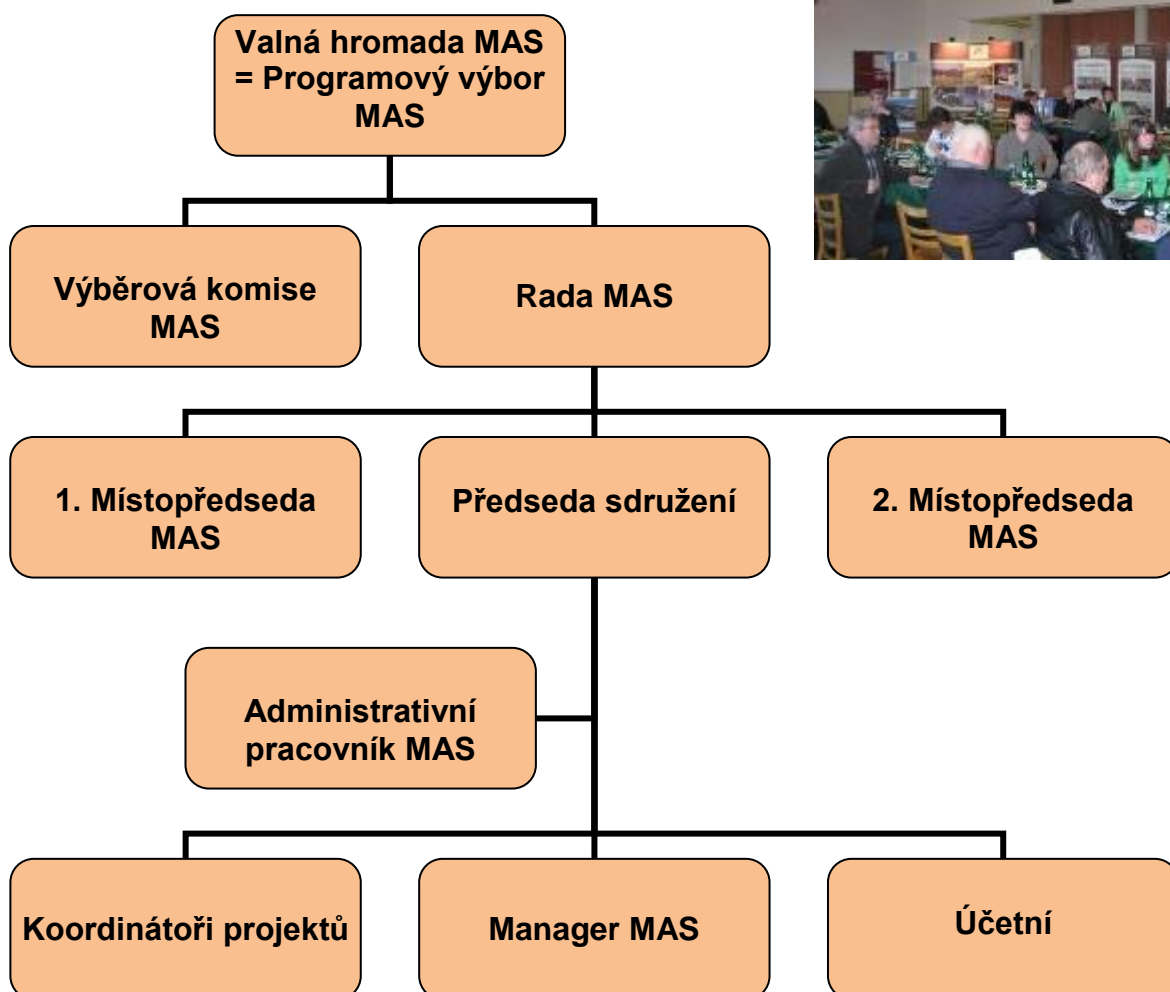 Valná hromada MAS
= Programový výbor
MAS
Výběrová komise
MAS
Rada MAS
1. Místopředseda
MAS
Předseda sdružení
2. Místopředseda
MAS
Administrativní
pracovník MAS
Koordinátoři projektů
Manager MAS
Účetní